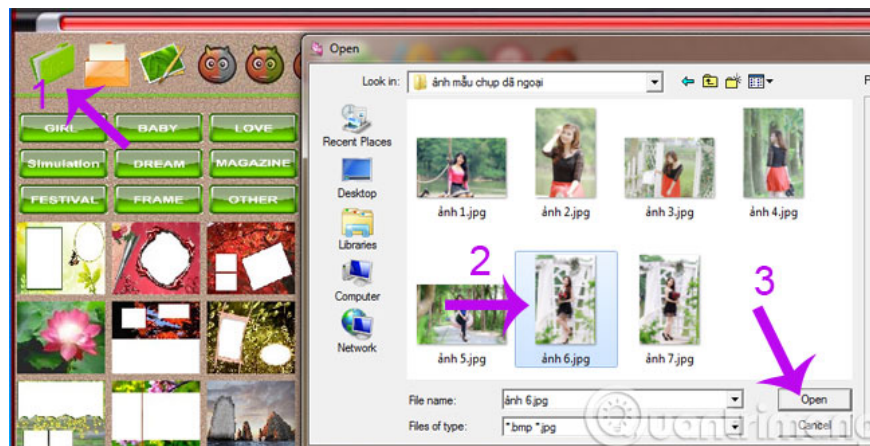 1
GIRL BABY LOVE
Simulation DREAM MAGAZINE
FESTIVAL FRAME OTHER
Open
Look in: ảnh mẫu chụp dã ngoại
Recent Places
Desktop
Libraries
Computer
Network
ảnh 1.jpg ảnh 2.jpg ảnh 3.jpg ảnh 4.jpg
2
3
ảnh 5.jpg ảnh 6.jpg ảnh 7.jpg
File name: ảnh 6.jpg Open
Files of type: *.bmp *.jpg Cancel
Quantrimang